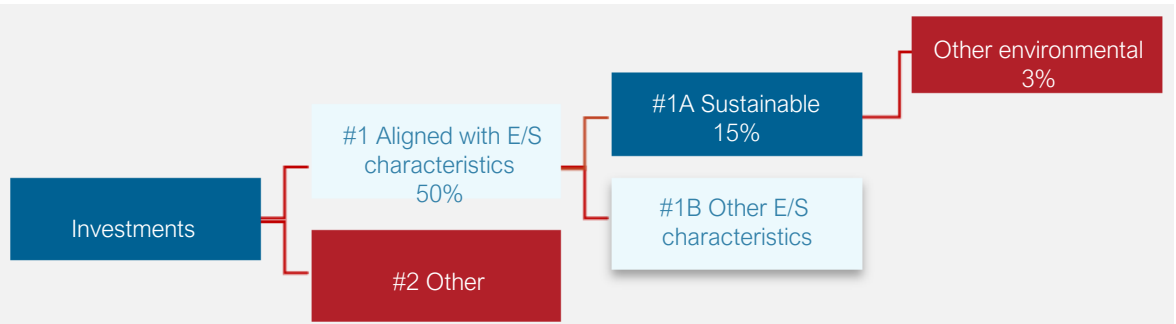 Investments
#1 Aligned with E/S
characteristics
50%
#2 Other
#1A Sustainable
15%
#1B Other E/S
characteristics
Other environmental
3%